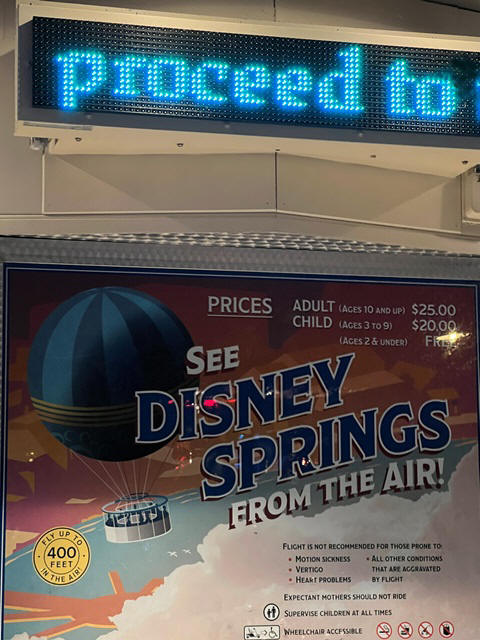 proceed to
PRICES ADULT (AGES 10 AND UP) $25.00
CHILD (AGES 3 TO 9) $20.00
(AGES 2 & UNDER)
SEE
DISNEY
SPRINGS
FROM THE AIR!
FLY UP TO
400
FEET
IN THE AIR!
FLIGHT IS NOT RECOMMENDED FOR THOSE PRONE TO:
• MOTION SICKNESS • ALL OTHER CONDITIONS
• VERTIGO THAT ARE AGGRAVATED
• HEART PROBLEMS BY FLIGHT
EXPECTANT MOTHERS SHOULD NOT RIDE
SUPERVISE CHILDREN AT ALL TIMES
WHEELCHAIR ACCESSIBLE